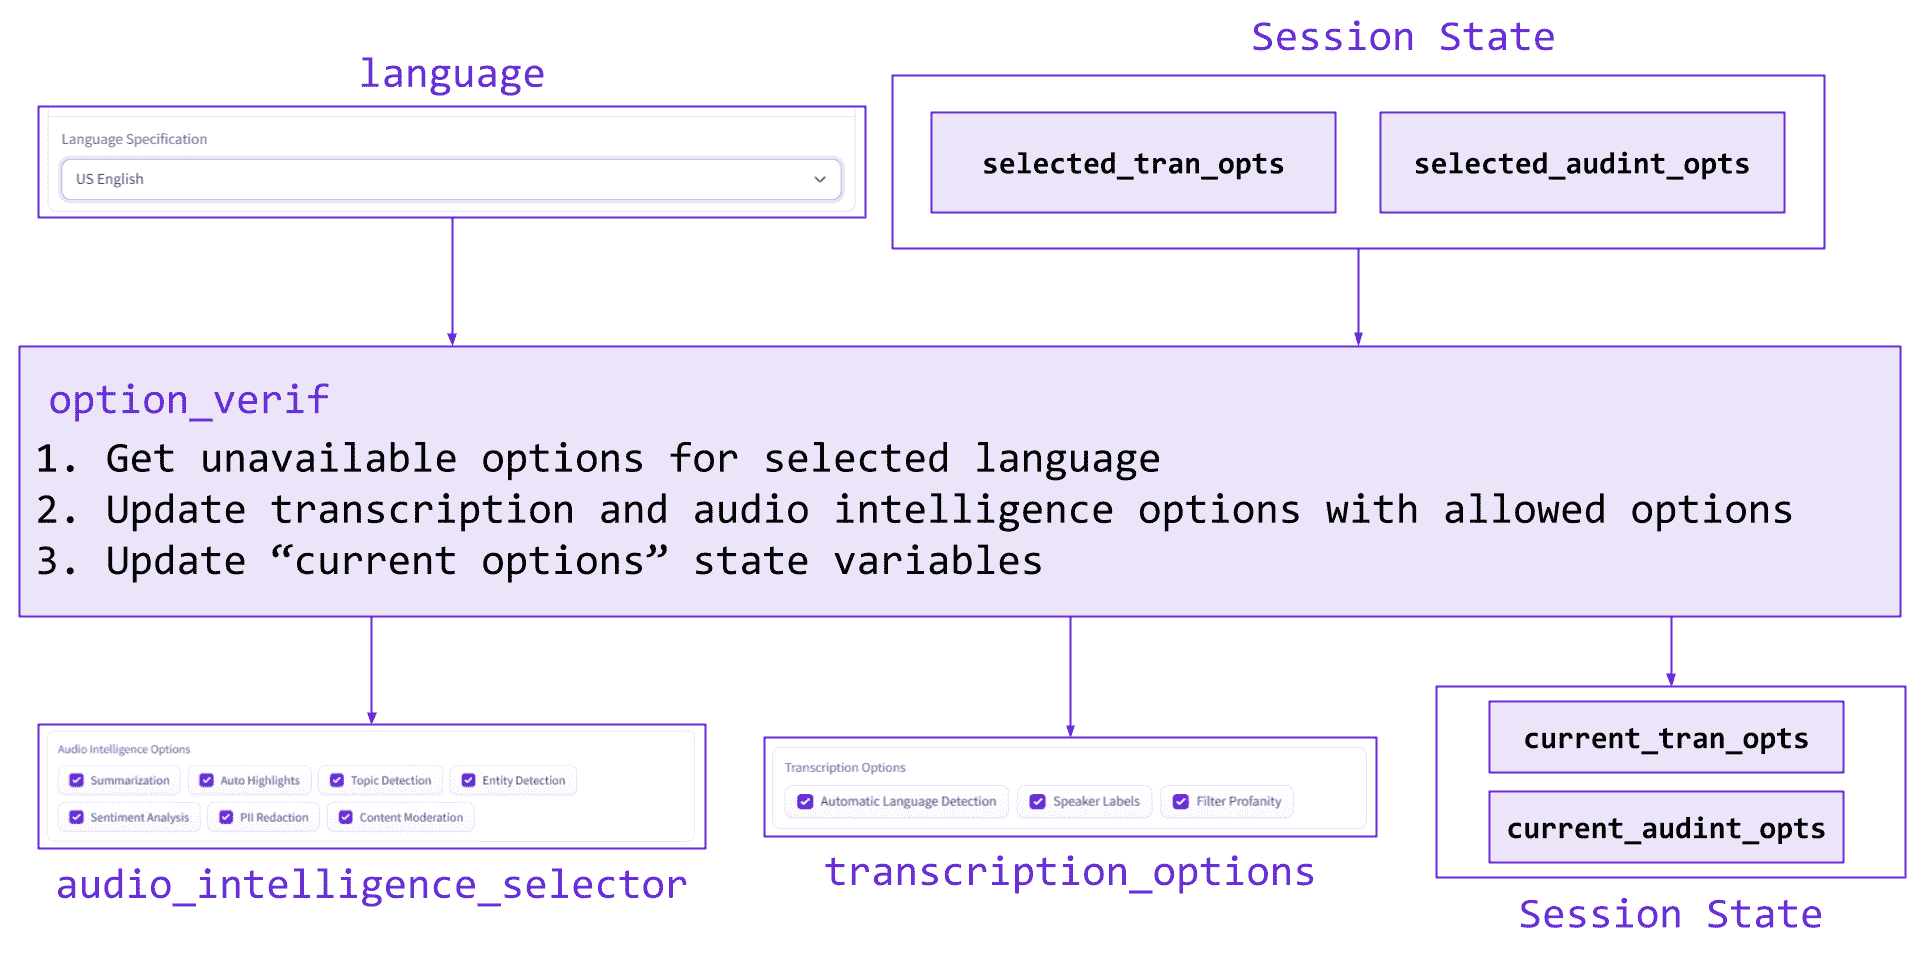 Session State
language
selected_tran_opts
selected_audint_opts
Language Specification
US English
option_verif
1. Get unavailable options for selected language
2. Update transcription and audio intelligence options with allowed options
3. Update “current options” state variables
Audio Intelligence Options
Summarization Auto Highlights Topic Detection Entity Detection
Sentiment Analysis PII Redaction Content Moderation
audio_intelligence_selector
Transcription Options
Automatic Language Detection Speaker Labels Filter Profanity
transcription_options
current_tran_opts
current_audint_opts
Session State